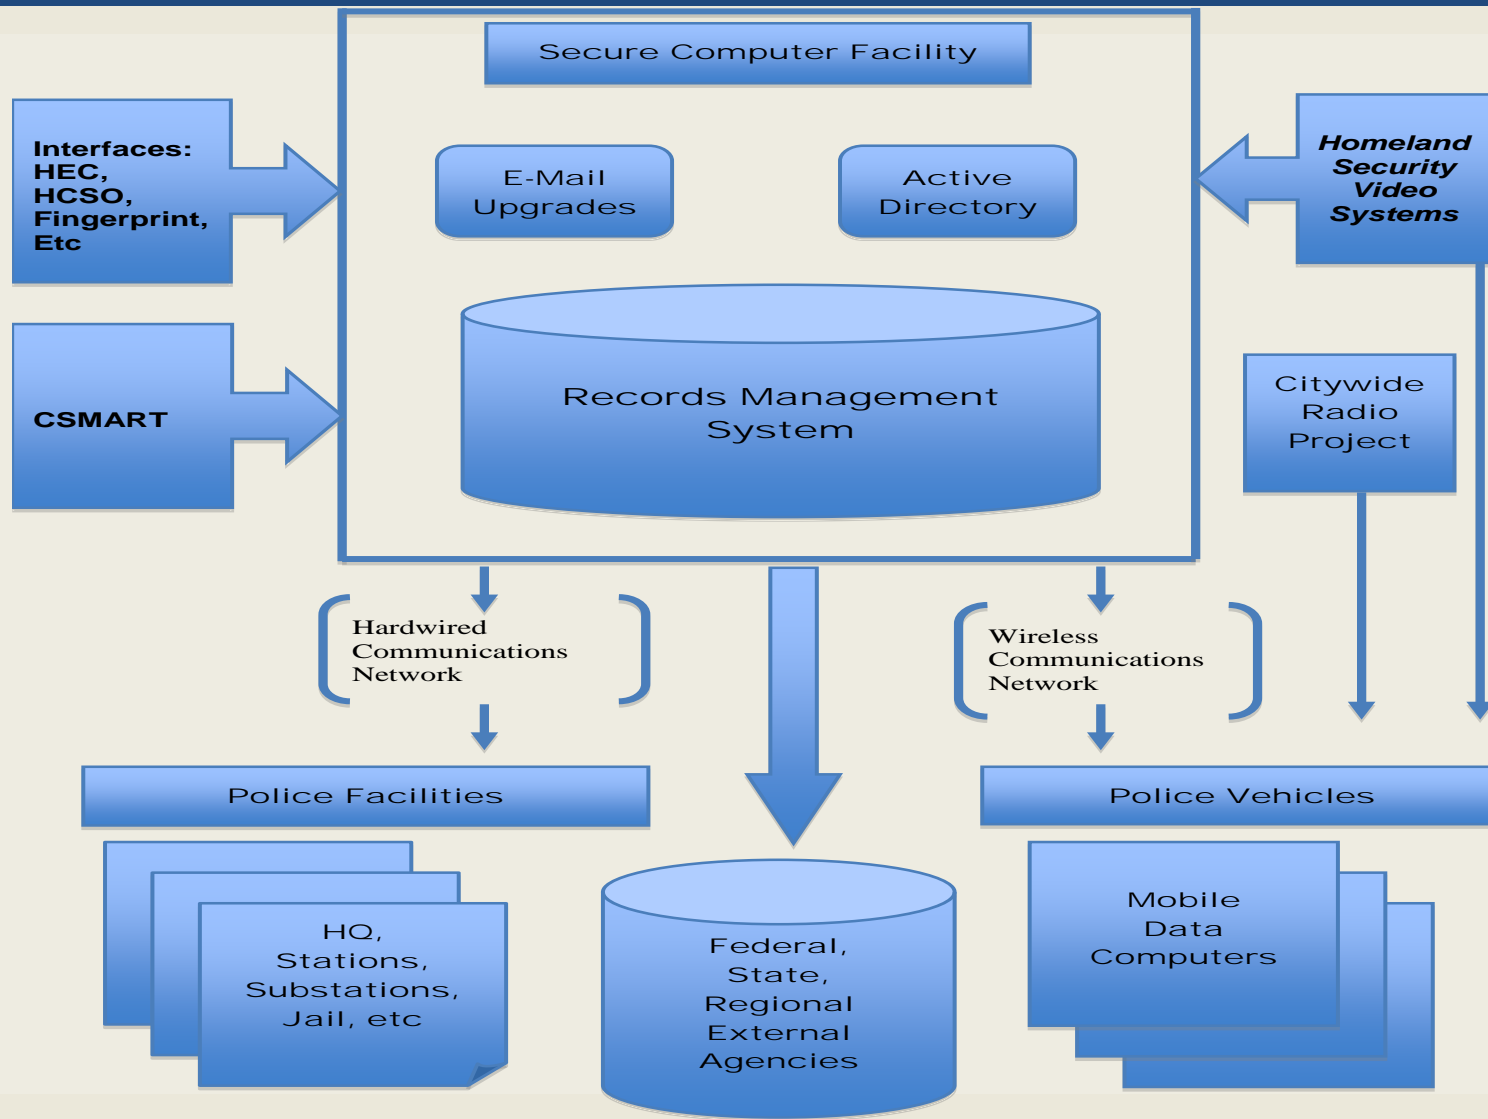 Secure Computer Facility
Interfaces:
HEC,
HCSO,
Fingerprint,
Etc
E-Mail
Upgrades
Active
Directory
Homeland
Security
Video
Systems
CSMART
Records Management
System
Citywide
Radio
Project
Hardwired
Communications
Network
Wireless
Communications
Network
Police Facilities
Police Vehicles
HQ,
Stations,
Substations,
Jail, etc
Federal,
State,
Regional
External
Agencies
Mobile
Data
Computers